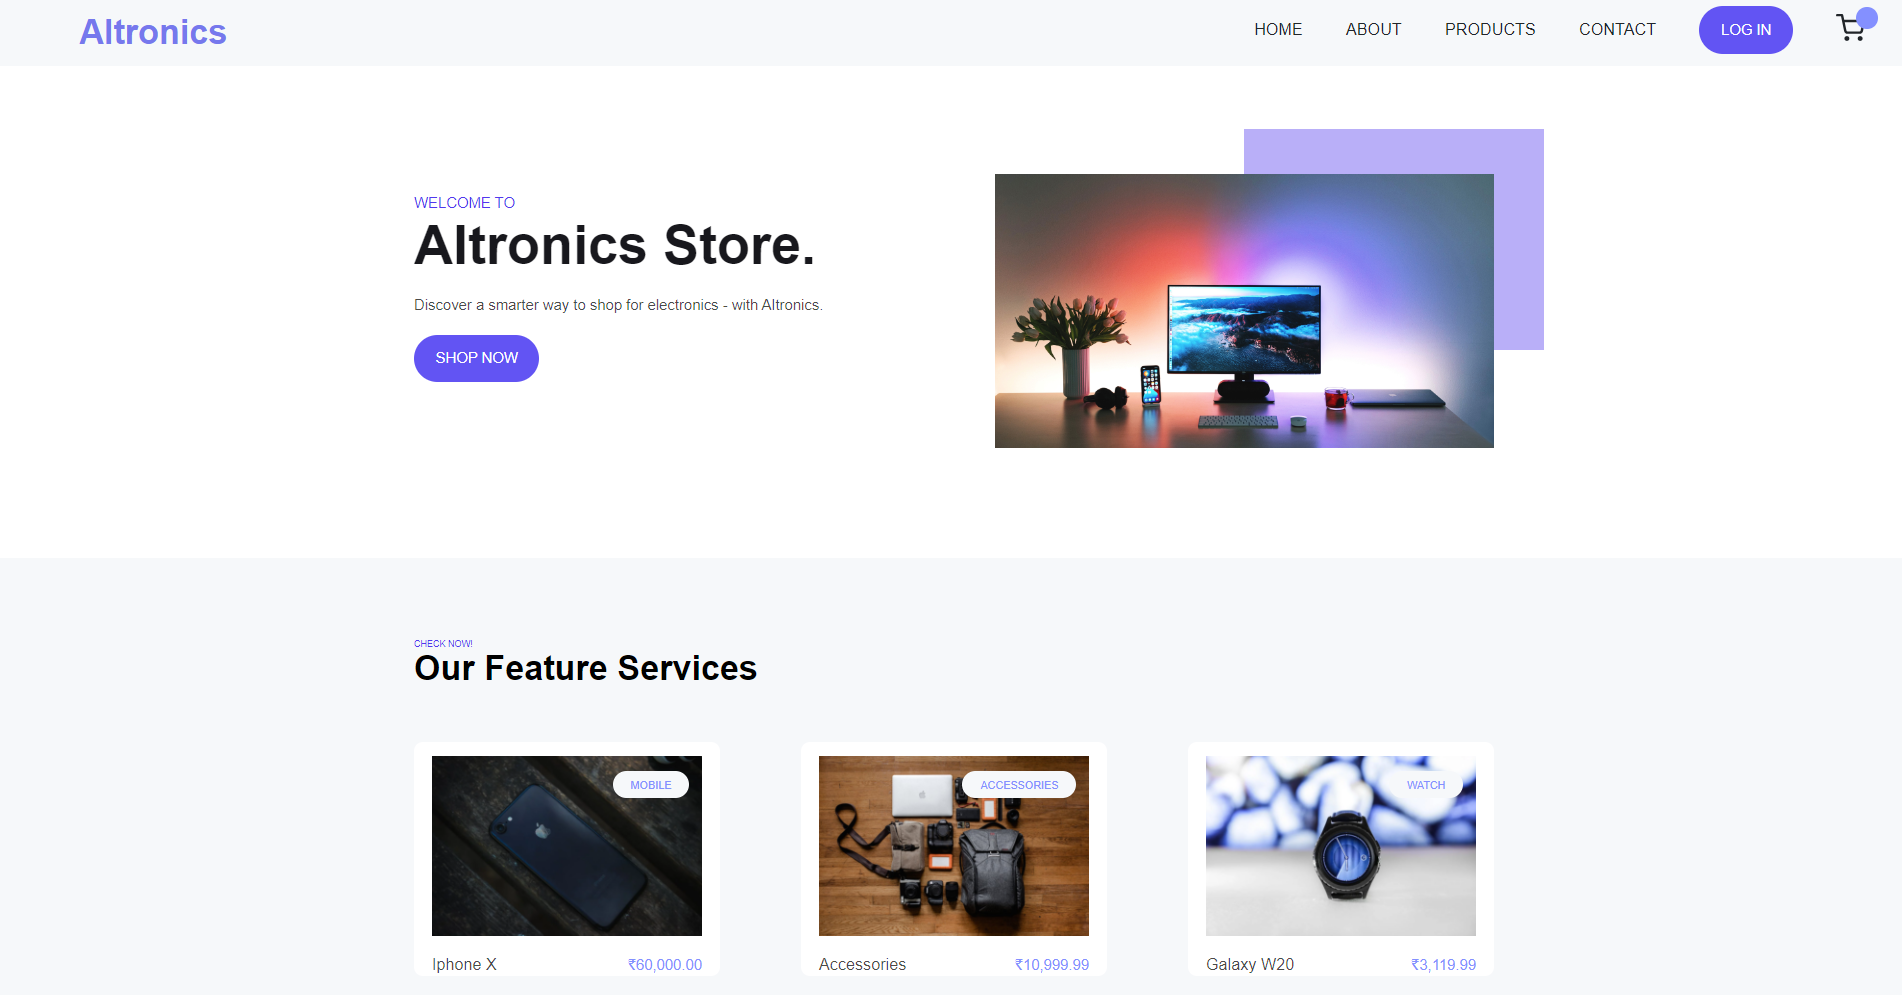 Altronics
HOME ABOUT PRODUCTS CONTACT LOG IN
WELCOME TO
Altronics Store.
Discover a smarter way to shop for electronics - with Altronics.
SHOP NOW
CHECK NOW!
Our Feature Services
MOBILE
Iphone X ₹60,000.00
ACCESSORIES
Accessories ₹10,999.99
WATCH
Galaxy W20 ₹3,119.99